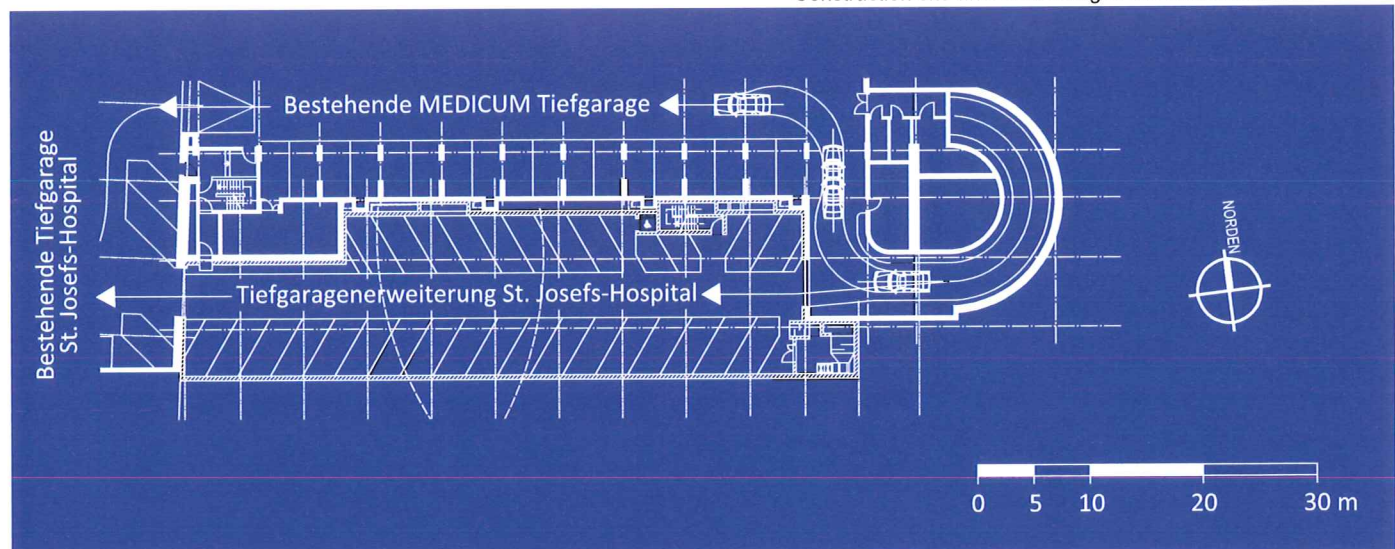 Bestehende MEDICUM Tiefgarage
Bestehende Tiefgarage
St. Josefs-Hospital
Tiefgaragenerweiterung St. Josefs-Hospital
NORDEN
0 5 10 20 30 m